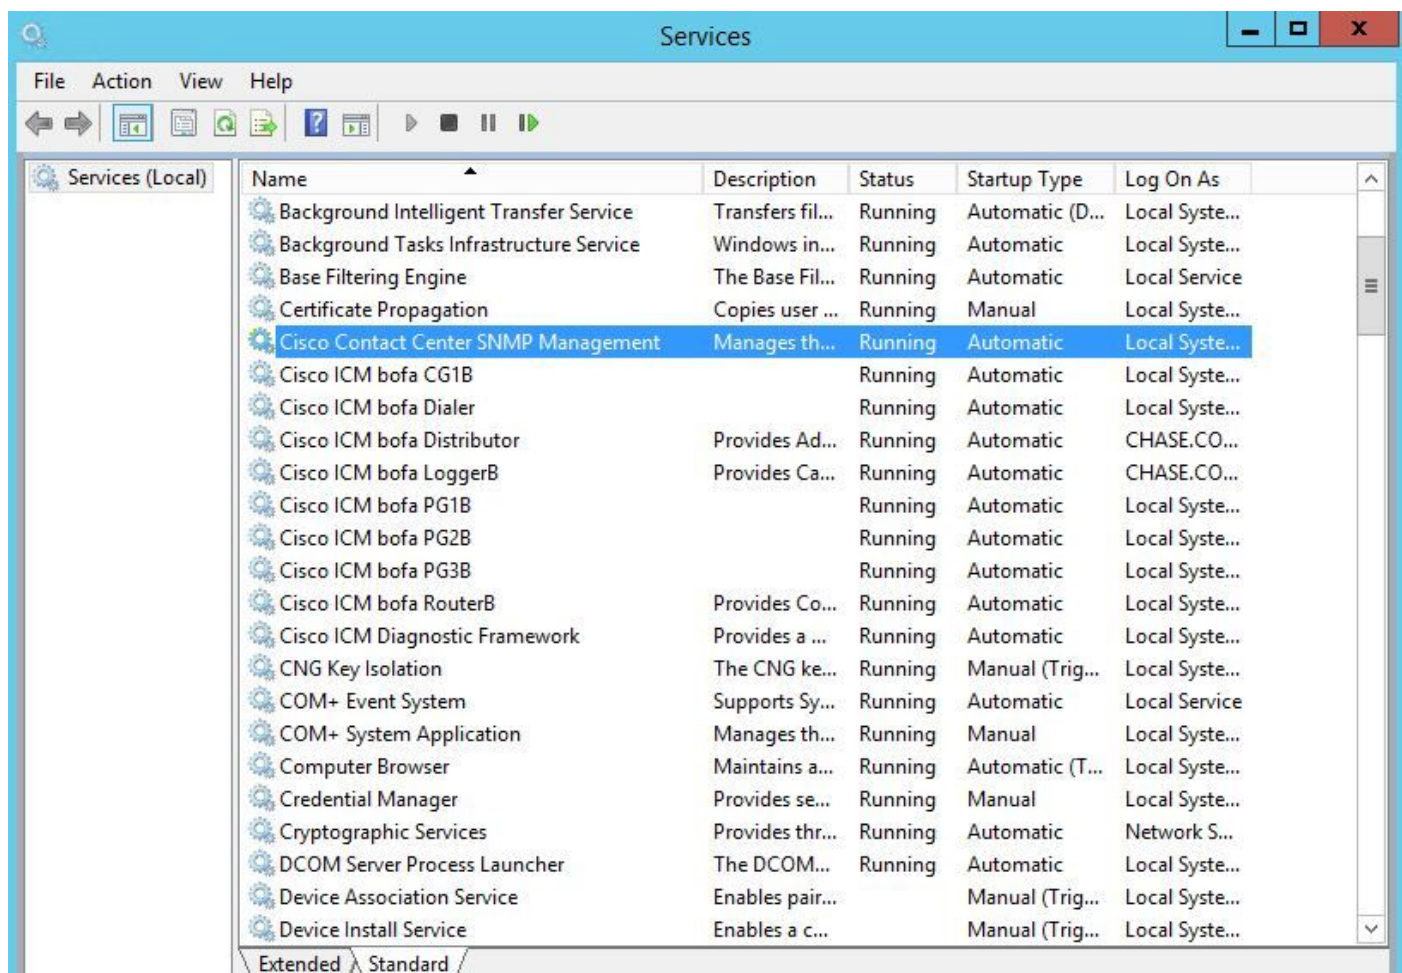 Services
File Action View Help
Services (Local)
Name Description Status Startup Type Log On As
Background Intelligent Transfer Service Transfers fil... Running Automatic (D... Local Syste...
Background Tasks Infrastructure Service Windows in... Running Automatic Local Syste...
Base Filtering Engine The Base Fil... Running Automatic Local Service
Certificate Propagation Copies user ... Running Manual Local Syste...
Cisco Contact Center SNMP Management Manages th... Running Automatic Local Syste...
Cisco ICM bofa CG1B Running Automatic Local Syste...
Cisco ICM bofa Dialer Running Automatic Local Syste...
Cisco ICM bofa Distributor Provides Ad... Running Automatic CHASE.CO...
Cisco ICM bofa LoggerB Provides Ca... Running Automatic CHASE.CO...
Cisco ICM bofa PG1B Running Automatic Local Syste...
Cisco ICM bofa PG2B Running Automatic Local Syste...
Cisco ICM bofa PG3B Running Automatic Local Syste...
Cisco ICM bofa RouterB Provides Co... Running Automatic Local Syste...
Cisco ICM Diagnostic Framework Provides a ... Running Automatic Local Syste...
CNG Key Isolation The CNG ke... Running Manual (Trig... Local Syste...
COM+ Event System Supports Sy... Running Automatic Local Service
COM+ System Application Manages th... Running Manual Local Syste...
Computer Browser Maintains a... Running Automatic (T... Local Syste...
Credential Manager Provides se... Running Manual Local Syste...
Cryptographic Services Provides thr... Running Automatic Network S...
DCOM Server Process Launcher The DCOM... Running Automatic Local Syste...
Device Association Service Enables pair... Manual (Trig... Local Syste...
Device Install Service Enables a c... Manual (Trig... Local Syste...
Extended Standard